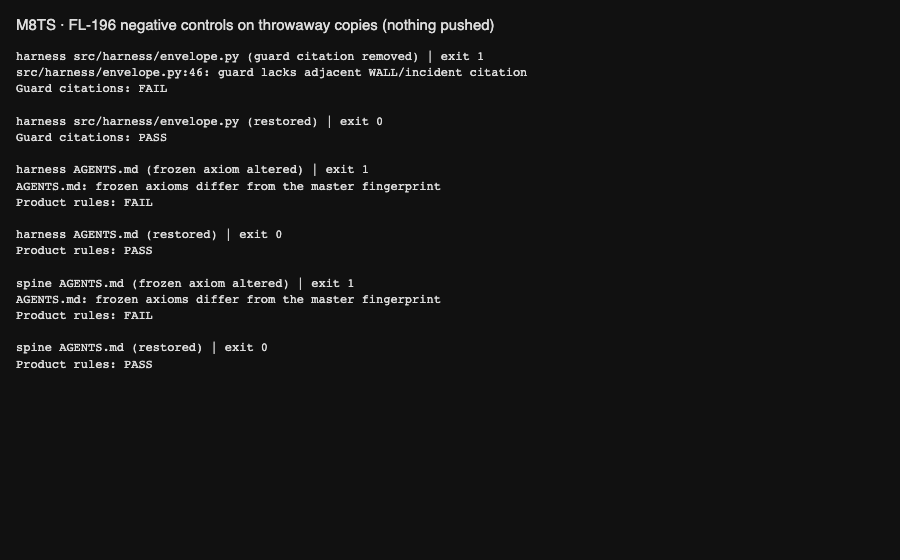 M8TS · FL-196 negative controls on throwaway copies (nothing pushed)
harness src/harness/envelope.py (guard citation removed) | exit 1
src/harness/envelope.py:46: guard lacks adjacent WALL/incident citation
Guard citations: FAIL
harness src/harness/envelope.py (restored) | exit 0
Guard citations: PASS
harness AGENTS.md (frozen axiom altered) | exit 1
AGENTS.md: frozen axioms differ from the master fingerprint
Product rules: FAIL
harness AGENTS.md (restored) | exit 0
Product rules: PASS
spine AGENTS.md (frozen axiom altered) | exit 1
AGENTS.md: frozen axioms differ from the master fingerprint
Product rules: FAIL
spine AGENTS.md (restored) | exit 0
Product rules: PASS